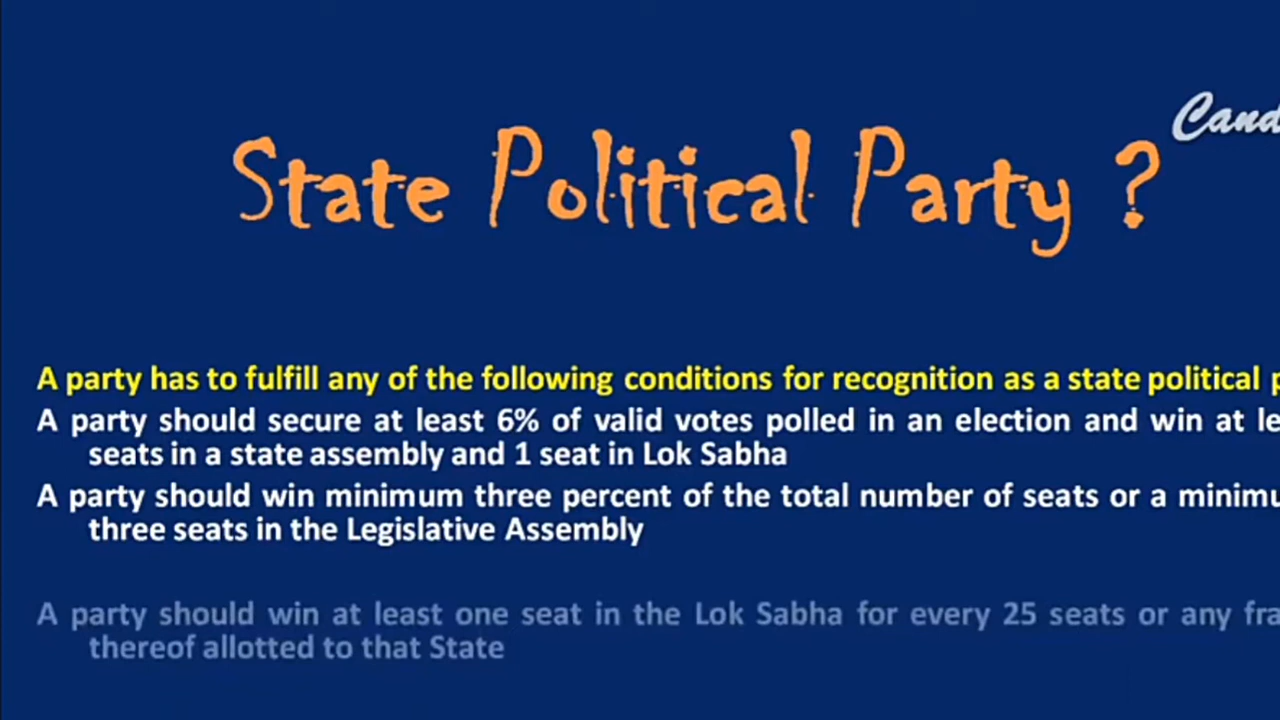 Cand
State Political Party ?
A party has to fulfill any of the following conditions for recognition as a state political
A party should secure at least 6% of valid votes polled in an election and win at le
seats in a state assembly and 1 seat in Lok Sabha
A party should win minimum three percent of the total number of seats or a minimu
three seats in the Legislative Assembly
A party should win at least one seat in the Lok Sabha for every 25 seats or any fra
thereof allotted to that State